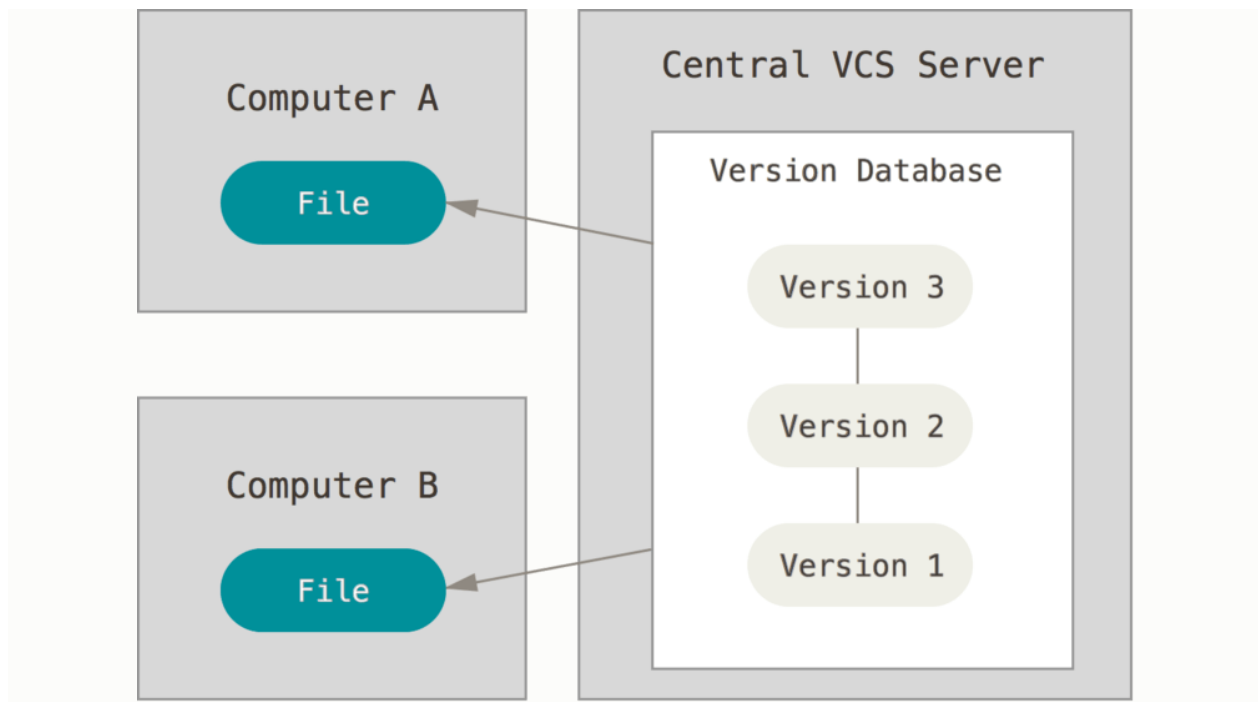 Computer A
File
Computer B
File
Central VCS Server
Version Database
Version 3
Version 2
Version 1